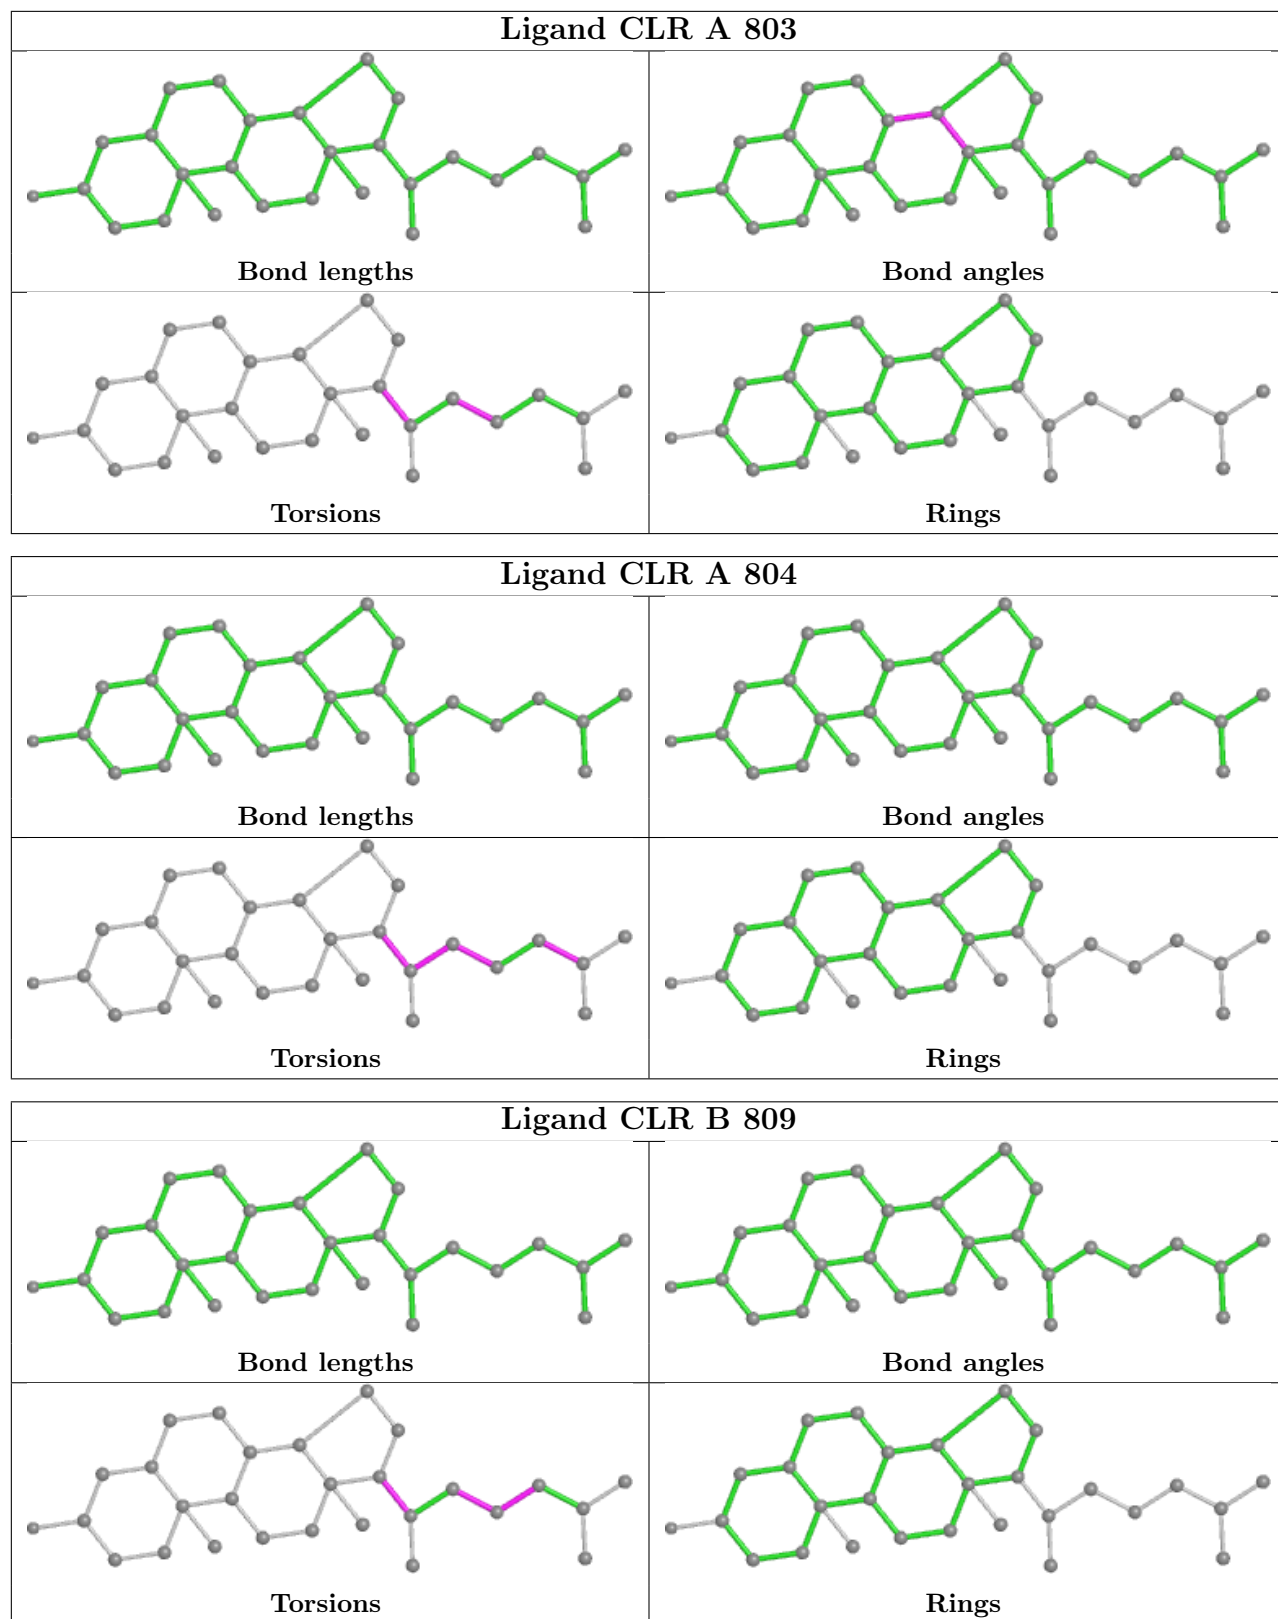 Ligand CLR A 803
Bond lengths
Bond angles
Torsions
Rings
Ligand CLR A 804
Bond lengths
Bond angles
Torsions
Rings
Ligand CLR B 809
Bond lengths
Bond angles
Torsions
Rings